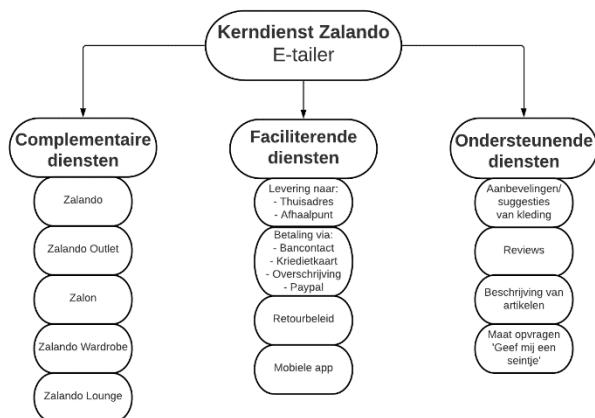 Kerndienst Zalando
E-tailer
Complementaire
diensten
Zalando
Zalando Outlet
Zalon
Zalando Wardrobe
Zalando Lounge
Faciliterende
diensten
Levering naar:
- Thuisadres
- Afhaalpunt
Betaling via:
- Bancontact
- Kriedietkaart
- Overschrijving
- Paypal
Retourbeleid
Mobiele app
Ondersteunende
diensten
Aanbevelingen/
suggesties
van kleding
Reviews
Beschrijving van
artikelen
Maat opvragen
'Geef mij een
seintje'